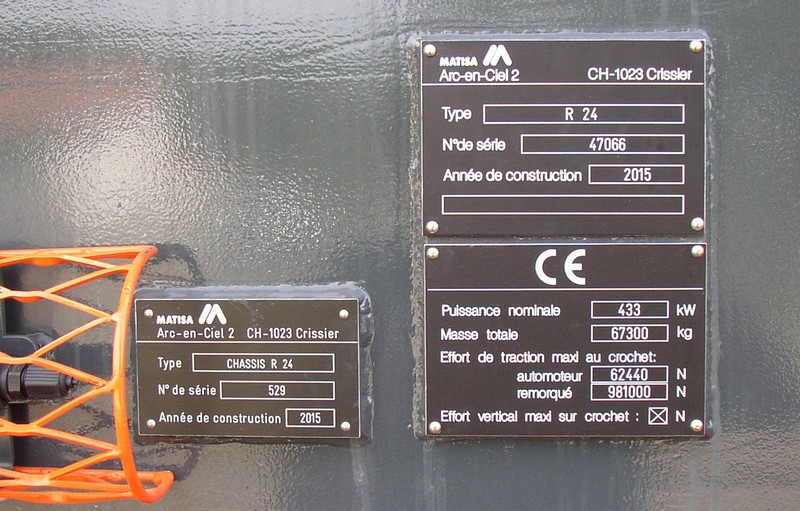 MATISA
Arc-en-Ciel 2 CH-1023 Crissier
Type CHASSIS R 24
N° de série 529
Année de construction 2015
MATISA
Arc-en-Ciel 2 CH-1023 Crissier
Type R 24
N°de série 47066
Année de construction 2015
CE
Puissance nominale 433 kW
Masse totale 67300 kg
Effort de traction maxi au crochet:
automoteur 62440 N
remorqué 981000 N
Effort vertical maxi sur crochet : N